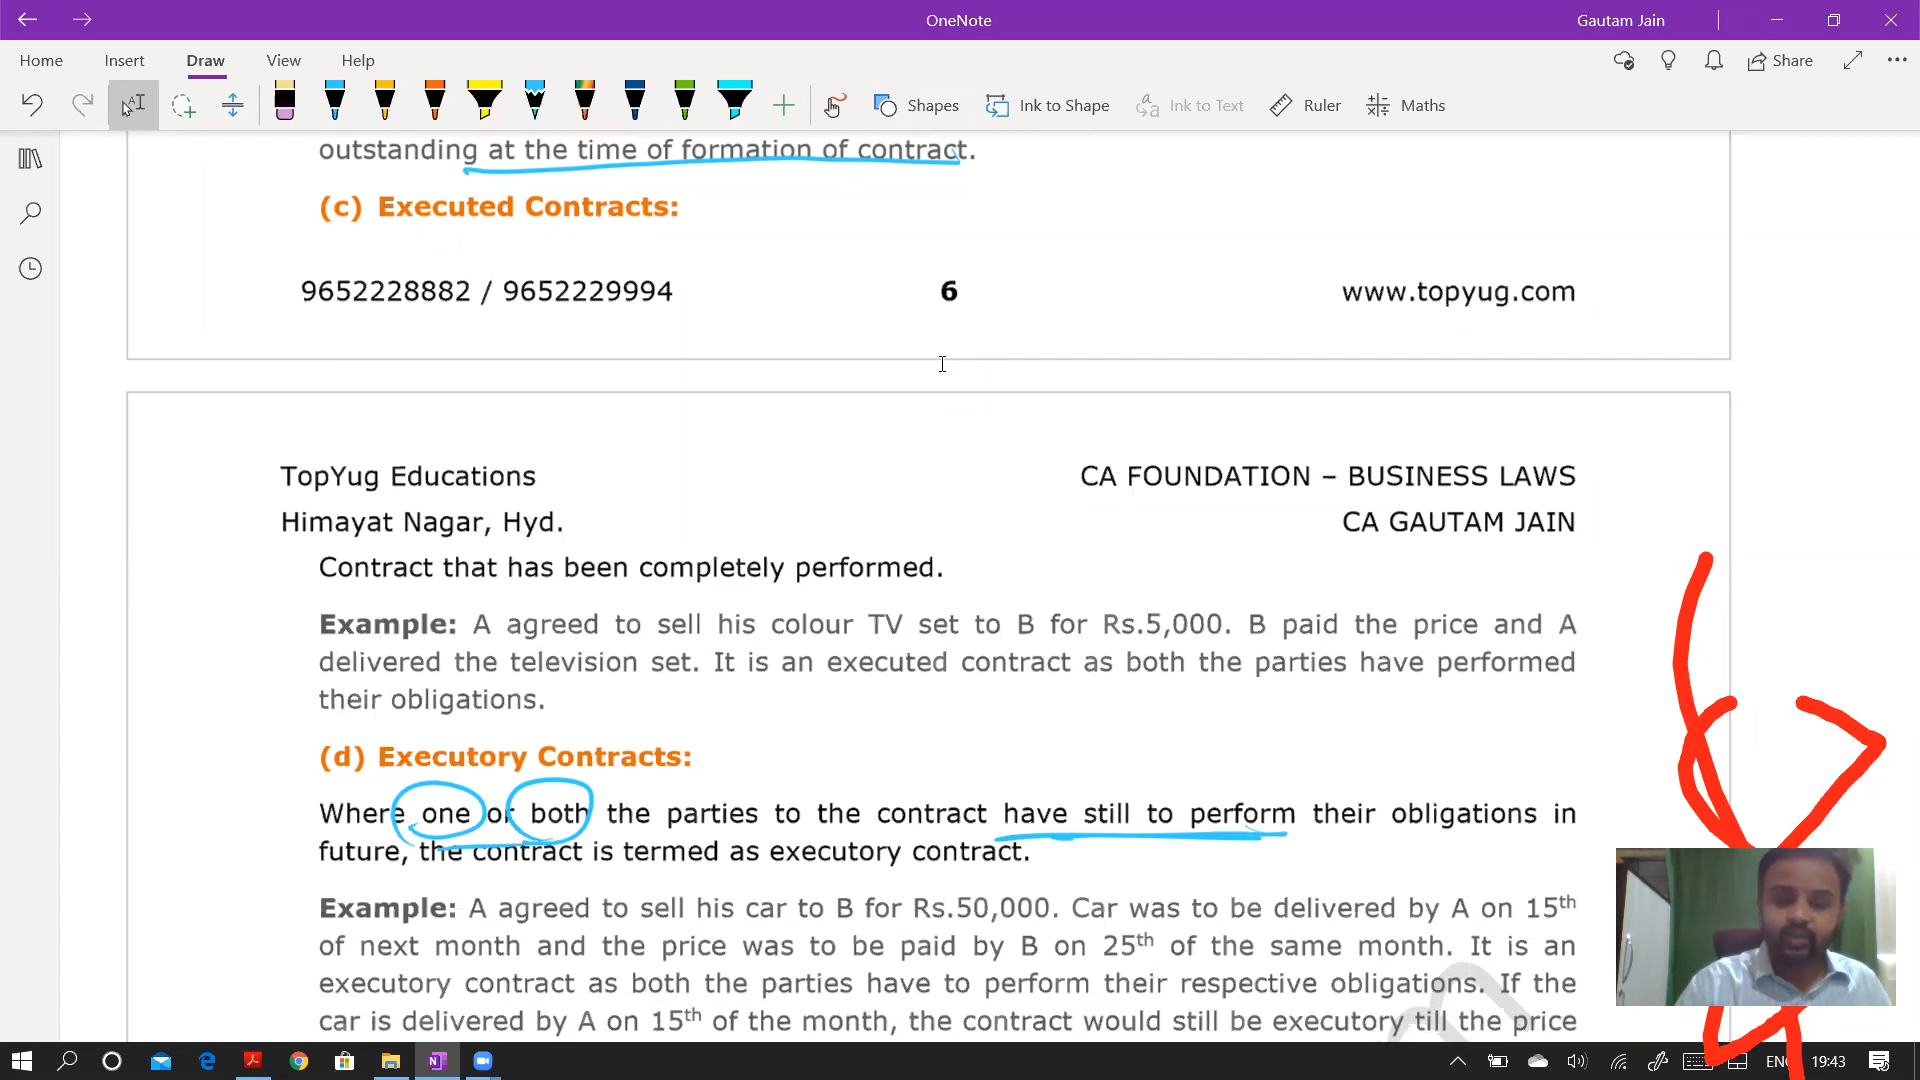 OneNote
Gautam Jain
Home Insert Draw View Help
Share
Shapes Ink to Shape Ink to Text Ruler Maths
outstanding at the time of formation of contract.
(c) Executed Contracts:
9652228882 / 9652229994 6 www.topyug.com
TopYug Educations CA FOUNDATION – BUSINESS LAWS
Himayat Nagar, Hyd. CA GAUTAM JAIN
Contract that has been completely performed.
Example: A agreed to sell his colour TV set to B for Rs.5,000. B paid the price and A
delivered the television set. It is an executed contract as both the parties have performed
their obligations.
(d) Executory Contracts:
Where one or both the parties to the contract have still to perform their obligations in
future, the contract is termed as executory contract.
Example: A agreed to sell his car to B for Rs.50,000. Car was to be delivered by A on 15th
of next month and the price was to be paid by B on 25th of the same month. It is an
executory contract as both the parties have to perform their respective obligations. If the
car is delivered by A on 15th of the month, the contract would still be executory till the price
19:43